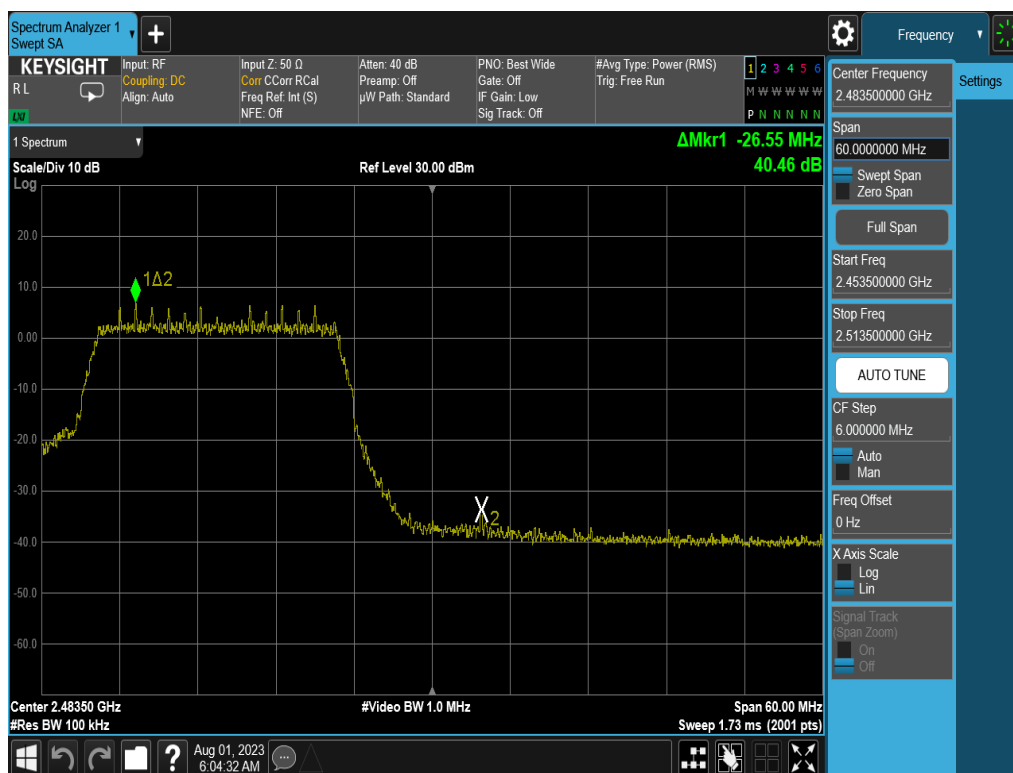 Spectrum Analyzer 1
Swept SA
+
Frequency
KEYSIGHT
R L
LXI
Input: RF
Coupling: DC
Align: Auto
Input Z: 50 Ω
Corr CCorr RCal
Freq Ref: Int (S)
NFE: Off
Atten: 40 dB
Preamp: Off
µW Path: Standard
PNO: Best Wide
Gate: Off
IF Gain: Low
Sig Track: Off
#Avg Type: Power (RMS)
Trig: Free Run
1 2 3 4 5 6
M W W W W W
P N N N N N
1 Spectrum
Scale/Div 10 dB
Log
Ref Level 30.00 dBm
ΔMkr1 -26.55 MHz
40.46 dB
20.0
10.0
0.00
-10.0
-20.0
-30.0
-40.0
-50.0
-60.0
1Δ2
X2
Center 2.48350 GHz
#Res BW 100 kHz
#Video BW 1.0 MHz
Span 60.00 MHz
Sweep 1.73 ms (2001 pts)
Aug 01, 2023
6:04:32 AM
?
Center Frequency
2.483500000 GHz
Settings
Span
60.0000000 MHz
Swept Span
Zero Span
Full Span
Start Freq
2.453500000 GHz
Stop Freq
2.513500000 GHz
AUTO TUNE
CF Step
6.000000 MHz
Auto
Man
Freq Offset
0 Hz
X Axis Scale
Log
Lin
Signal Track
(Span Zoom)
On
Off